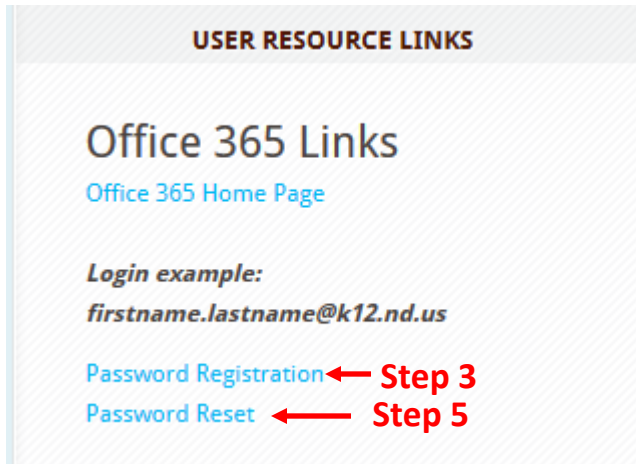 USER RESOURCE LINKS
Office 365 Links
Office 365 Home Page
Login example:
firstname.lastname@k12.nd.us
Password Registration Step 3
Password Reset Step 5